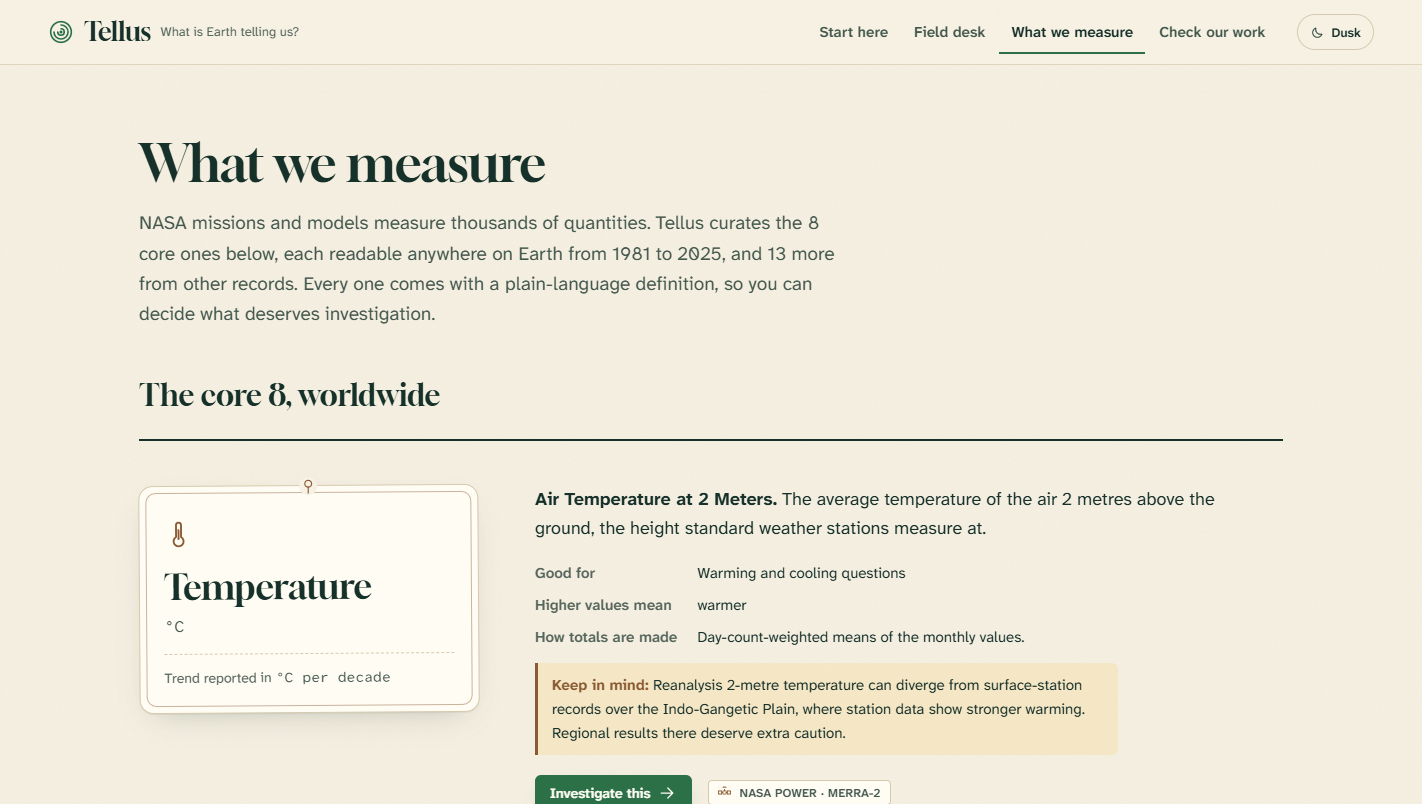 Tellus What is Earth telling us?
Start here Field desk What we measure Check our work Dusk
What we measure
NASA missions and models measure thousands of quantities. Tellus curates the 8
core ones below, each readable anywhere on Earth from 1981 to 2025, and 13 more
from other records. Every one comes with a plain-language definition, so you can
decide what deserves investigation.
The core 8, worldwide
Temperature
°C
Trend reported in °C per decade
Air Temperature at 2 Meters. The average temperature of the air 2 metres above the
ground, the height standard weather stations measure at.
Good for Warming and cooling questions
Higher values mean warmer
How totals are made Day-count-weighted means of the monthly values.
Keep in mind: Reanalysis 2-metre temperature can diverge from surface-station
records over the Indo-Gangetic Plain, where station data show stronger warming.
Regional results there deserve extra caution.
Investigate this → NASA POWER · MERRA-2